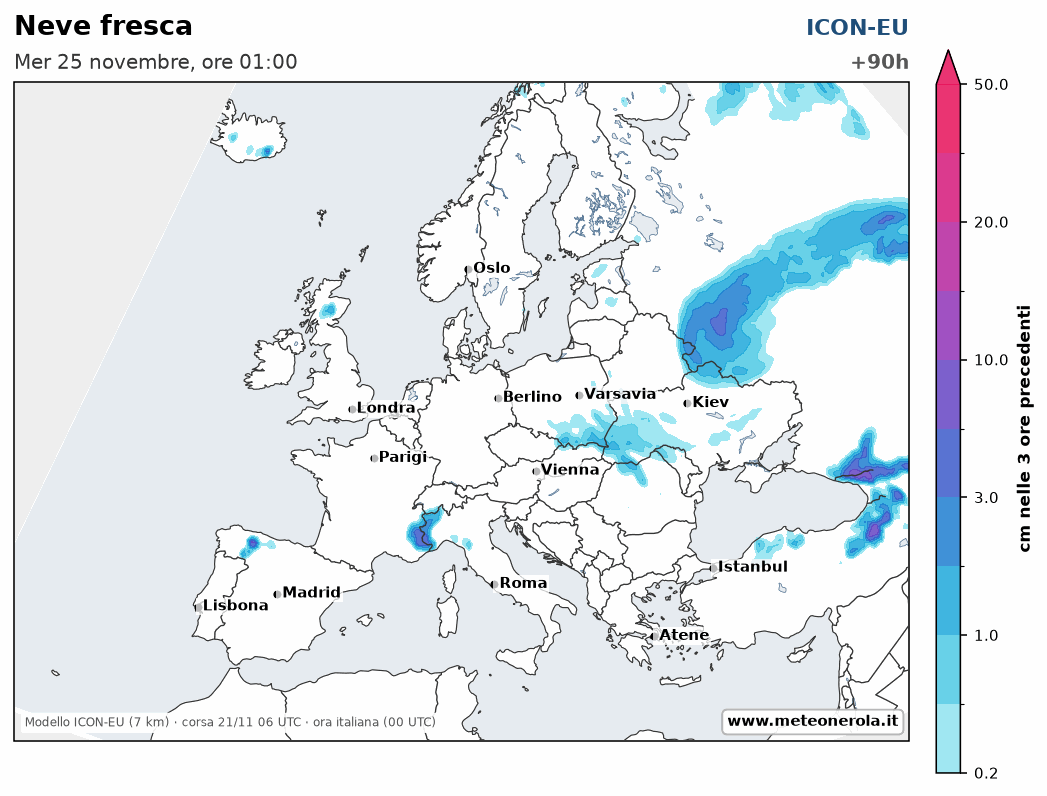 Neve fresca
ICON-EU
Mer 25 novembre, ore 01:00
+90h
50.0
20.0
10.0
3.0
1.0
0.2
cm nelle 3 ore precedenti
Oslo
Londra
Berlino
Varsavia
Kiev
Parigi
Vienna
Istanbul
Roma
Madrid
Lisbona
Atene
Modello ICON-EU (7 km) · corsa 21/11 06 UTC · ora italiana (00 UTC)
www.meteonerola.it